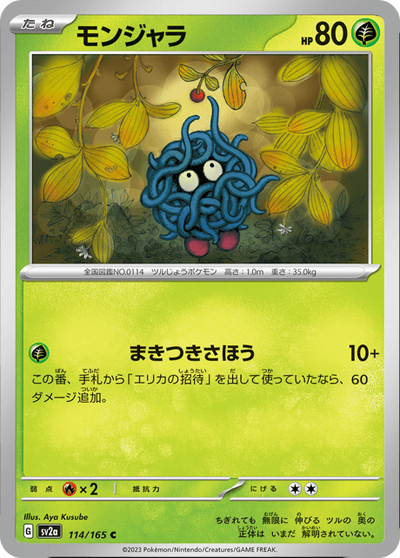 たね モンジャラ HP 80
全国図鑑NO.0114 ツルじょうポケモン 高さ：1.0m 重さ：35.0kg
まきつきさほう 10+
この番、手札から「エリカの招待」を出して使っていたなら、60
ダメージ追加。
弱点 ×2 抵抗力 にげる
Illus. Aya Kusube
G sv2a 114/165 C
ちぎれても 無限に 伸びる ツルの 奥の
正体は いまだ 解明されていない。
©2023 Pokémon/Nintendo/Creatures/GAME FREAK.